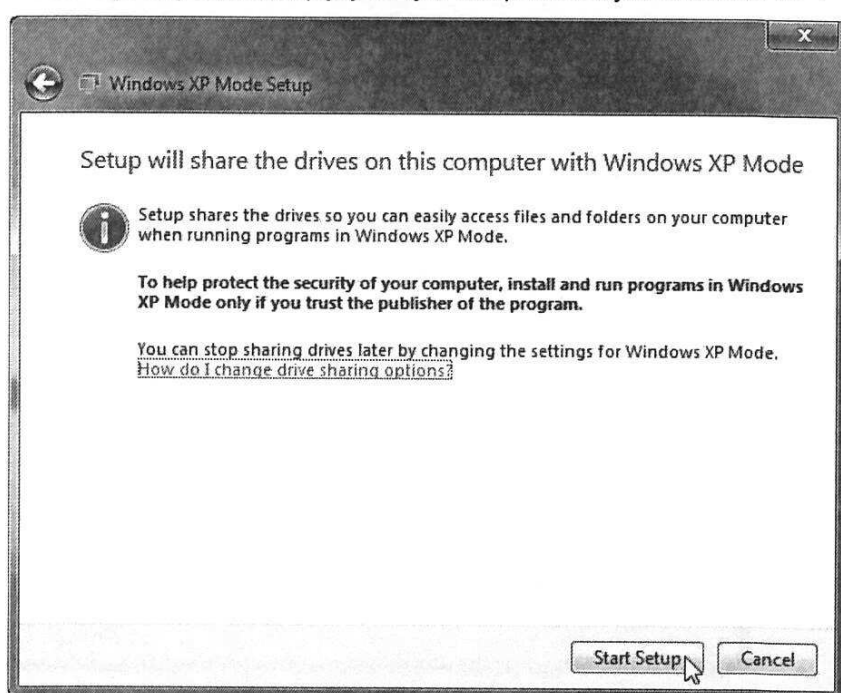 X
Windows XP Mode Setup
Setup will share the drives on this computer with Windows XP Mode
Setup shares the drives so you can easily access files and folders on your computer
when running programs in Windows XP Mode.
To help protect the security of your computer, install and run programs in Windows
XP Mode only if you trust the publisher of the program.
You can stop sharing drives later by changing the settings for Windows XP Mode.
How do I change drive sharing options?
Start Setup
Cancel